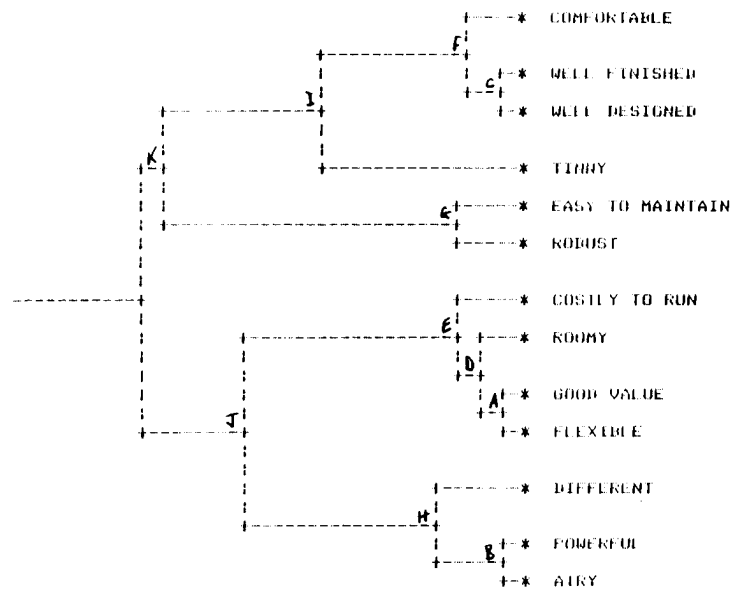 COMFORTABLE
F
WELL FINISHED
C
I
WELL DESIGNED
K
TINNY
EASY TO MAINTAIN
G
ROBUST
COSTLY TO RUN
E
ROOMY
D
GOOD VALUE
A
J
FLEXIBLE
DIFFERENT
H
POWERFUL
B
AIRY